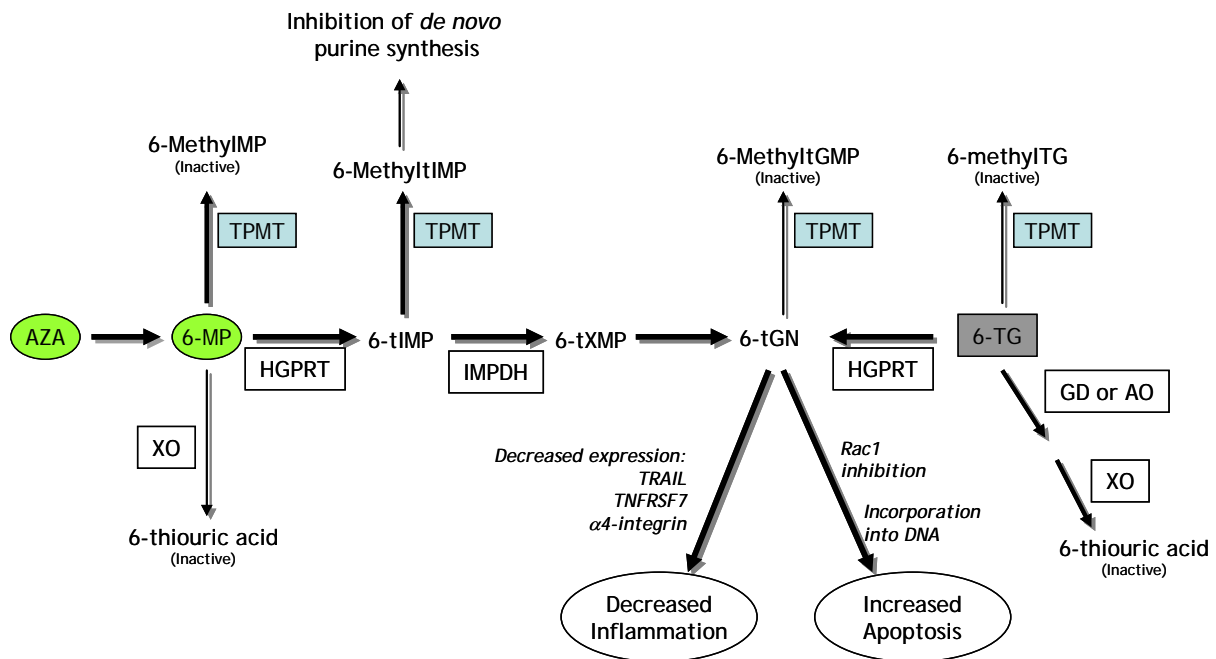 Inhibition of de novo
purine synthesis
6-MethylIMP
(Inactive)
6-MethyltIMP
6-MethyltGMP
(Inactive)
6-methylTG
(Inactive)
TPMT
TPMT
TPMT
TPMT
AZA
6-MP
6-tIMP
6-tXMP
6-tGN
6-TG
HGPRT
IMPDH
HGPRT
GD or AO
XO
XO
Decreased expression:
TRAIL
TNFRSF7
α4-integrin
Rac1
inhibition
Incorporation
into DNA
6-thiouric acid
(Inactive)
6-thiouric acid
(Inactive)
Decreased
Inflammation
Increased
Apoptosis